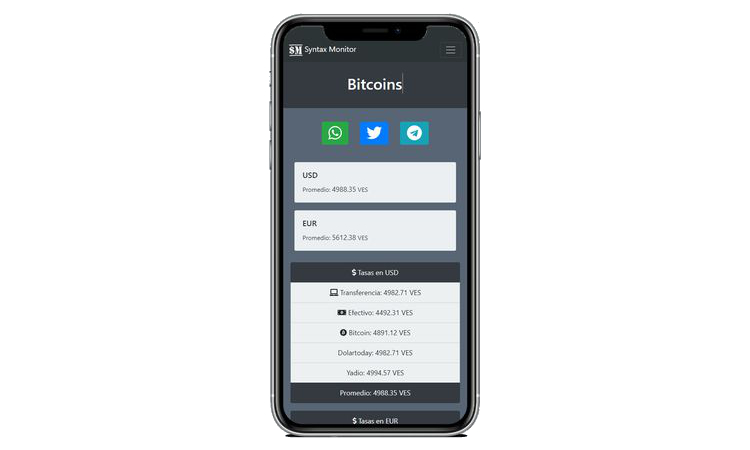 SM Syntax Monitor
Bitcoins
USD
Promedio: 4988.35 VES
EUR
Promedio: 5612.38 VES
$ Tasas en USD
Transferencia: 4982.71 VES
Efectivo: 4492.31 VES
Bitcoin: 4891.12 VES
Dolartoday: 4982.71 VES
Yadio: 4994.57 VES
Promedio: 4988.35 VES
$ Tasas en EUR